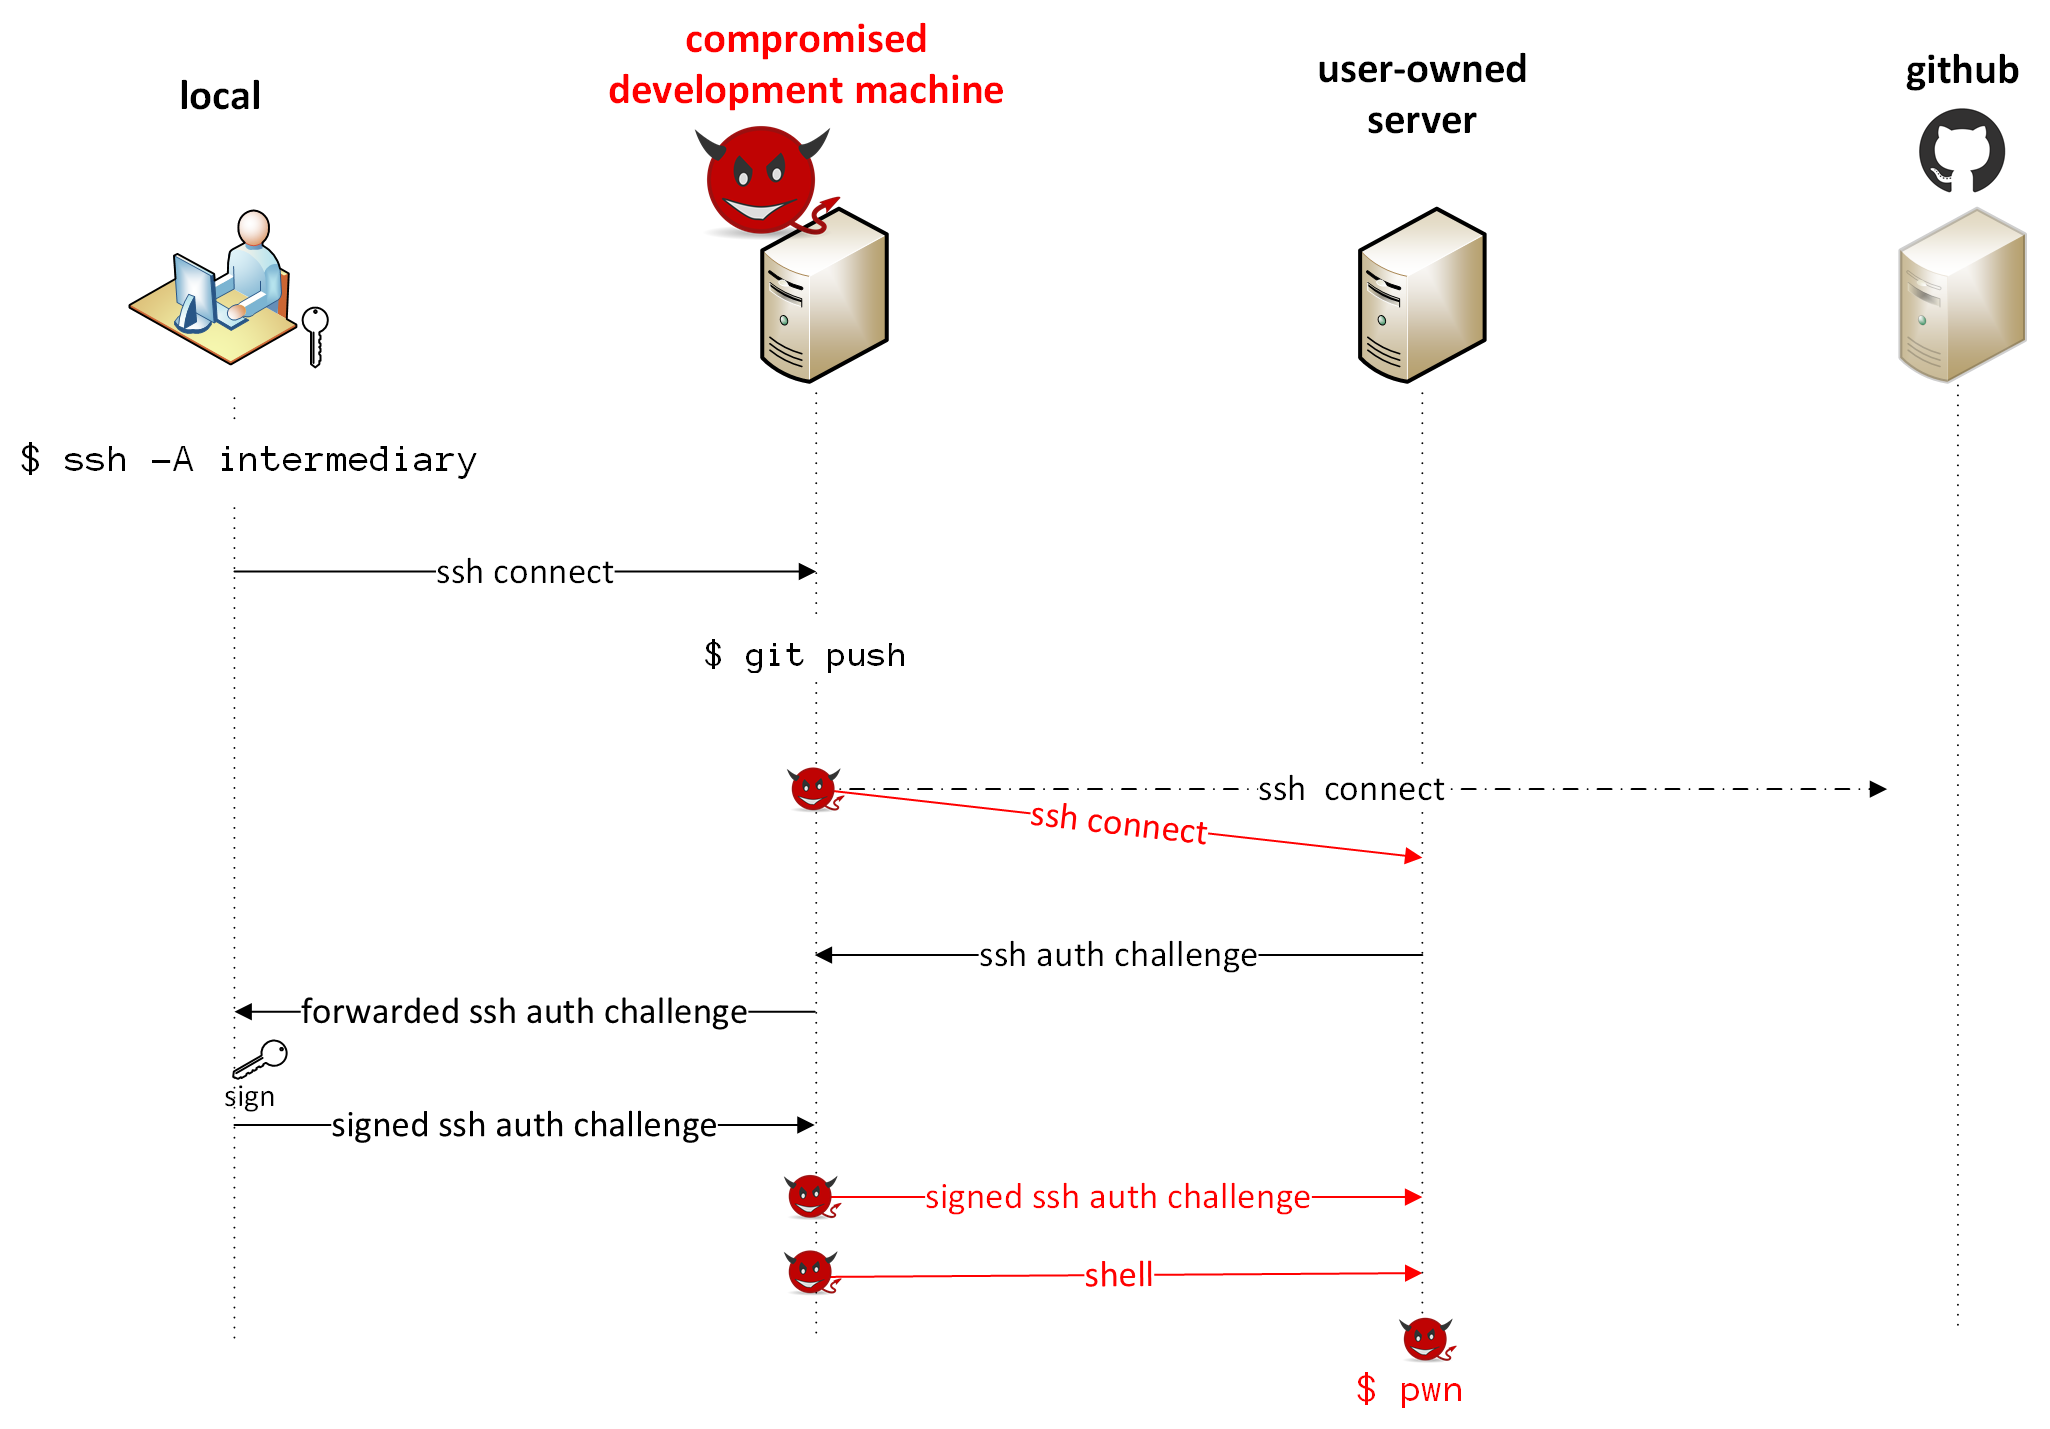 local
compromised
development machine
user-owned
server
github
$ ssh -A intermediary
ssh connect
$ git push
ssh connect
ssh connect
ssh auth challenge
forwarded ssh auth challenge
sign
signed ssh auth challenge
signed ssh auth challenge
shell
$ pwn